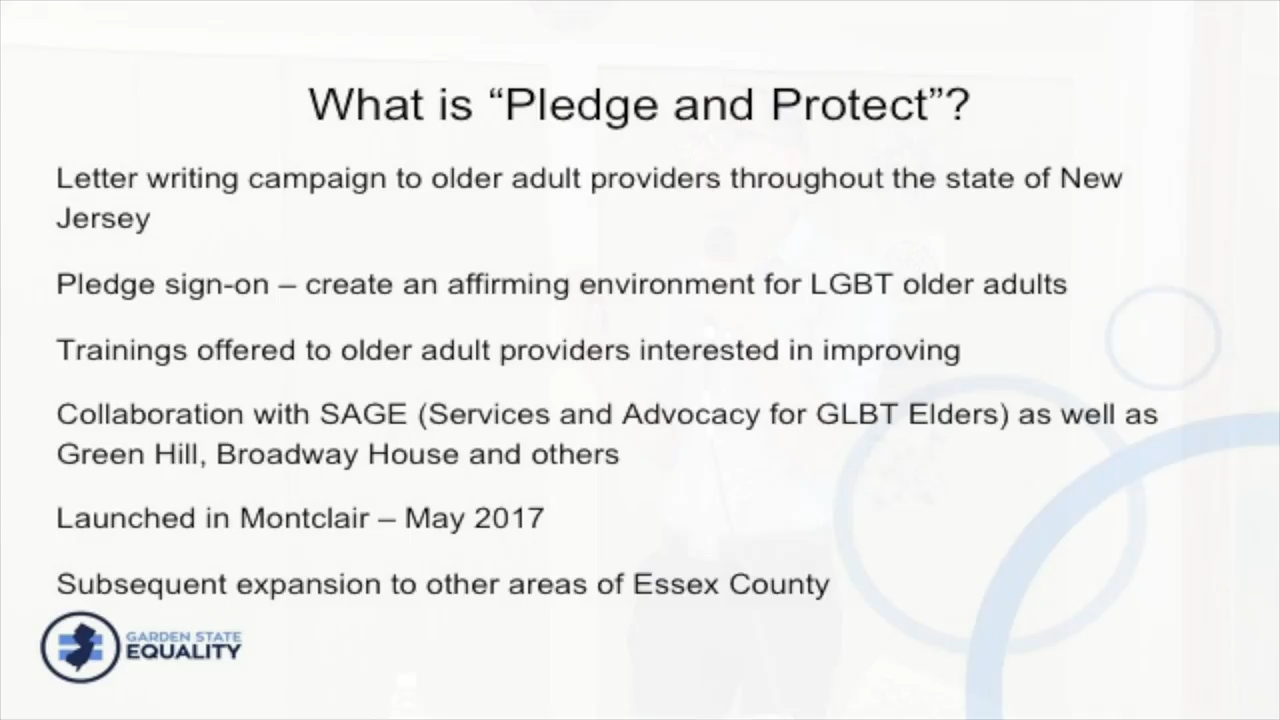 What is “Pledge and Protect”?
Letter writing campaign to older adult providers throughout the state of New
Jersey
Pledge sign-on – create an affirming environment for LGBT older adults
Trainings offered to older adult providers interested in improving
Collaboration with SAGE (Services and Advocacy for GLBT Elders) as well as
Green Hill, Broadway House and others
Launched in Montclair – May 2017
Subsequent expansion to other areas of Essex County
GARDEN STATE
EQUALITY